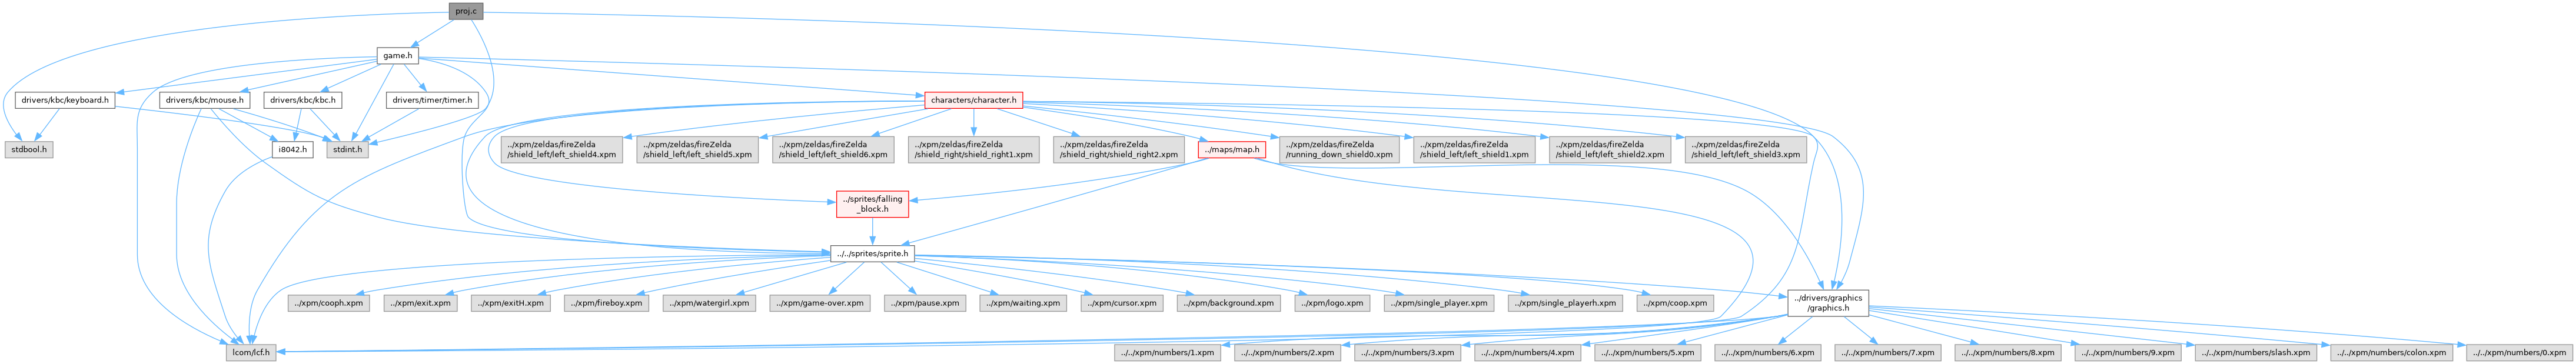 proj.c
game.h
drivers/kbc/keyboard.h
drivers/kbc/mouse.h
drivers/kbc/kbc.h
drivers/timer/timer.h
characters/character.h
stdbool.h
i8042.h
stdint.h
../xpm/zeldas/fireZelda
/shield_left/left_shield4.xpm
../xpm/zeldas/fireZelda
/shield_left/left_shield5.xpm
../xpm/zeldas/fireZelda
/shield_left/left_shield6.xpm
../xpm/zeldas/fireZelda
/shield_right/shield_right1.xpm
../xpm/zeldas/fireZelda
/shield_right/shield_right2.xpm
../maps/map.h
../xpm/zeldas/fireZelda
/running_down_shield0.xpm
../xpm/zeldas/fireZelda
/shield_left/left_shield1.xpm
../xpm/zeldas/fireZelda
/shield_left/left_shield2.xpm
../xpm/zeldas/fireZelda
/shield_left/left_shield3.xpm
../sprites/falling
_block.h
../../sprites/sprite.h
../xpm/cooph.xpm
../xpm/exit.xpm
../xpm/exitH.xpm
../xpm/fireboy.xpm
../xpm/watergirl.xpm
../xpm/game-over.xpm
../xpm/pause.xpm
../xpm/waiting.xpm
../xpm/cursor.xpm
../xpm/background.xpm
../xpm/logo.xpm
../xpm/single_player.xpm
../xpm/single_playerh.xpm
../xpm/coop.xpm
../drivers/graphics
/graphics.h
lcom/lcf.h
../../xpm/numbers/1.xpm
../../xpm/numbers/2.xpm
../../xpm/numbers/3.xpm
../../xpm/numbers/4.xpm
../../xpm/numbers/5.xpm
../../xpm/numbers/6.xpm
../../xpm/numbers/7.xpm
../../xpm/numbers/8.xpm
../../xpm/numbers/9.xpm
../../xpm/numbers/slash.xpm
../../xpm/numbers/colon.xpm
../../xpm/numbers/0.xpm